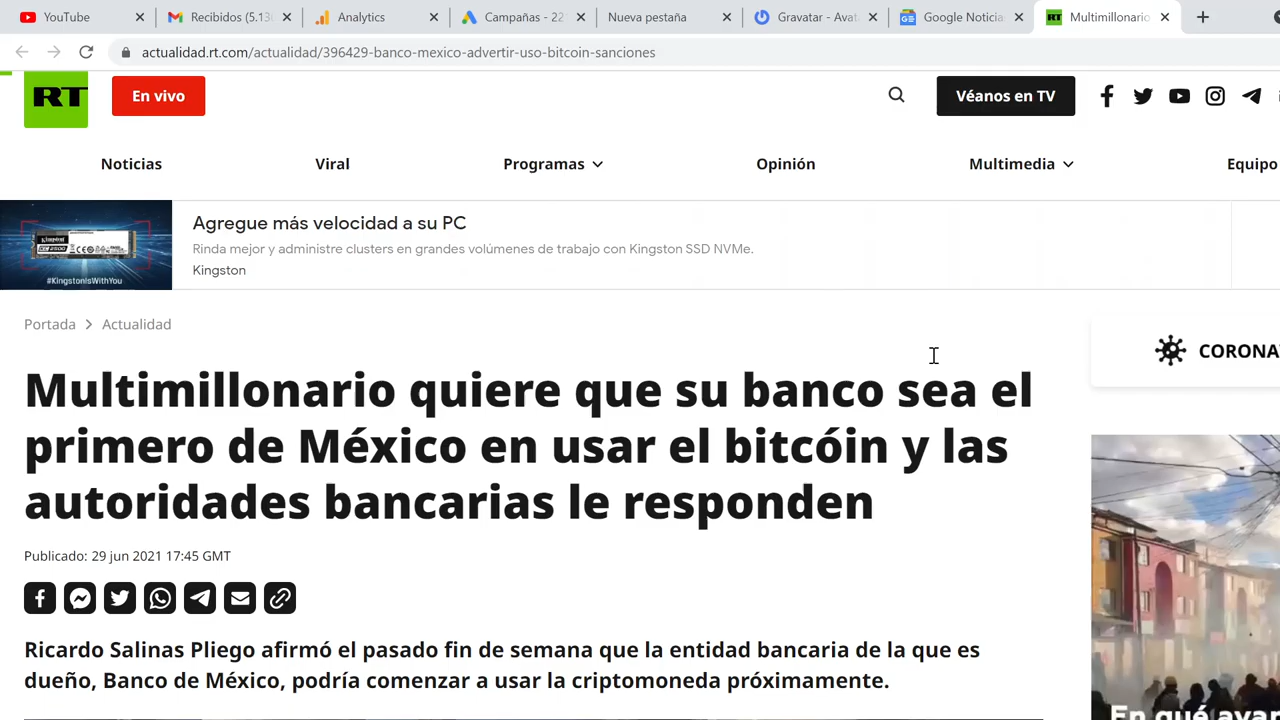 YouTube
Recibidos (5.13
Analytics
Campañas - 22
Nueva pestaña
Gravatar - Avat
Google Noticia
Multimillonario
actualidad.rt.com/actualidad/396429-banco-mexico-advertir-uso-bitcoin-sanciones
RT
En vivo
Véanos en TV
Noticias
Viral
Programas
Opinión
Multimedia
Equipo
Agregue más velocidad a su PC
Rinda mejor y administre clusters en grandes volúmenes de trabajo con Kingston SSD NVMe.
Kingston
#KingstonIsWithYou
Portada > Actualidad
CORONA
Multimillonario quiere que su banco sea el
primero de México en usar el bitcóin y las
autoridades bancarias le responden
Publicado: 29 jun 2021 17:45 GMT
Ricardo Salinas Pliego afirmó el pasado fin de semana que la entidad bancaria de la que es
dueño, Banco de México, podría comenzar a usar la criptomoneda próximamente.
En qué avan